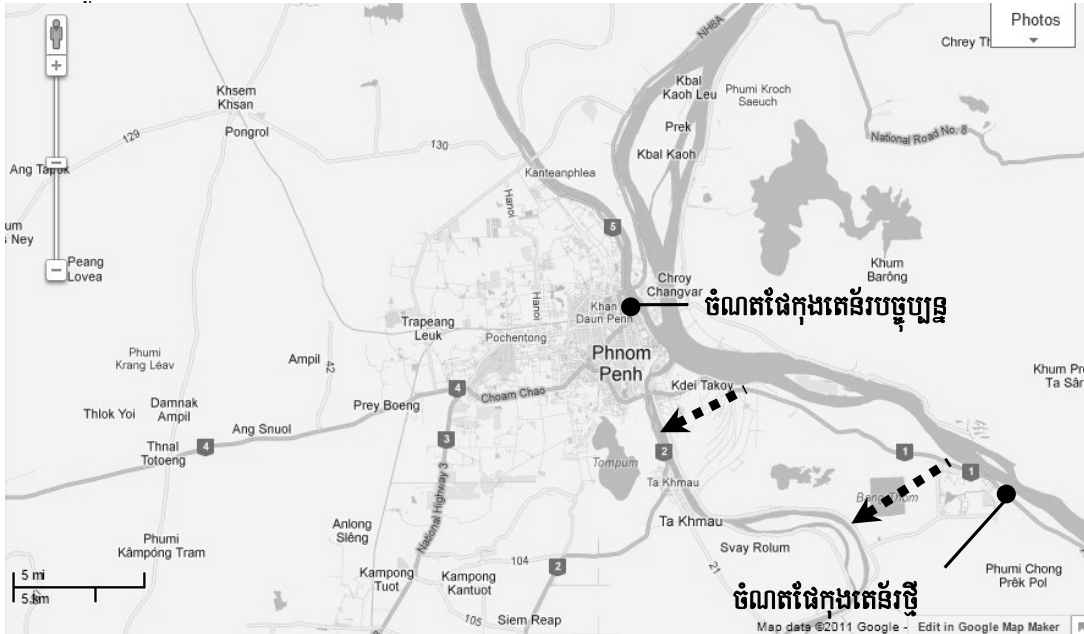 Photos
NH6A
Chrey Th
Kbal
Kaoh Leu
Phumi Kroch
Saeuch
Khsem
Khsan
Pongrol
129
130
Prek
Kbal Kaoh
National Road No. 8
Ang Tapok
Kanteanphlea
Hanoi
um
s Ney
5
Peang
Lovea
Khum
Barông
Chroy
Changvar
Hanoi
Khan
Daun Penh
ចំណតផែកុងតេន័របច្ចុប្បន្ន
Trapeang
Leuk
Pochentong
Phnom
Penh
Phumi
Krang Léav
Ampil
42
Khum Pr
Ta Sâr
Kdei Takoy
4
Choam Chao
Prey Boeng
Thlok Yoi
Damnak
Ampil
Ang Snuol
3
Thnal
Totoeng
4
2
1
1
Tompum
National Highway 3
Ta Khmau
Beng Thom
Ta Khmau
Anlong
Slêng
Svay Rolum
Phumi
Kâmpóng Tram
104
2
21
5 mi
5 km
Kampong
Tuot
Kampong
Kantuot
Phumi Chong
Prêk Pol
ចំណតផែកុងតេន័រថ្មី
105
Siem Reap
Map data ©2011 Google - Edit in Google Map Maker